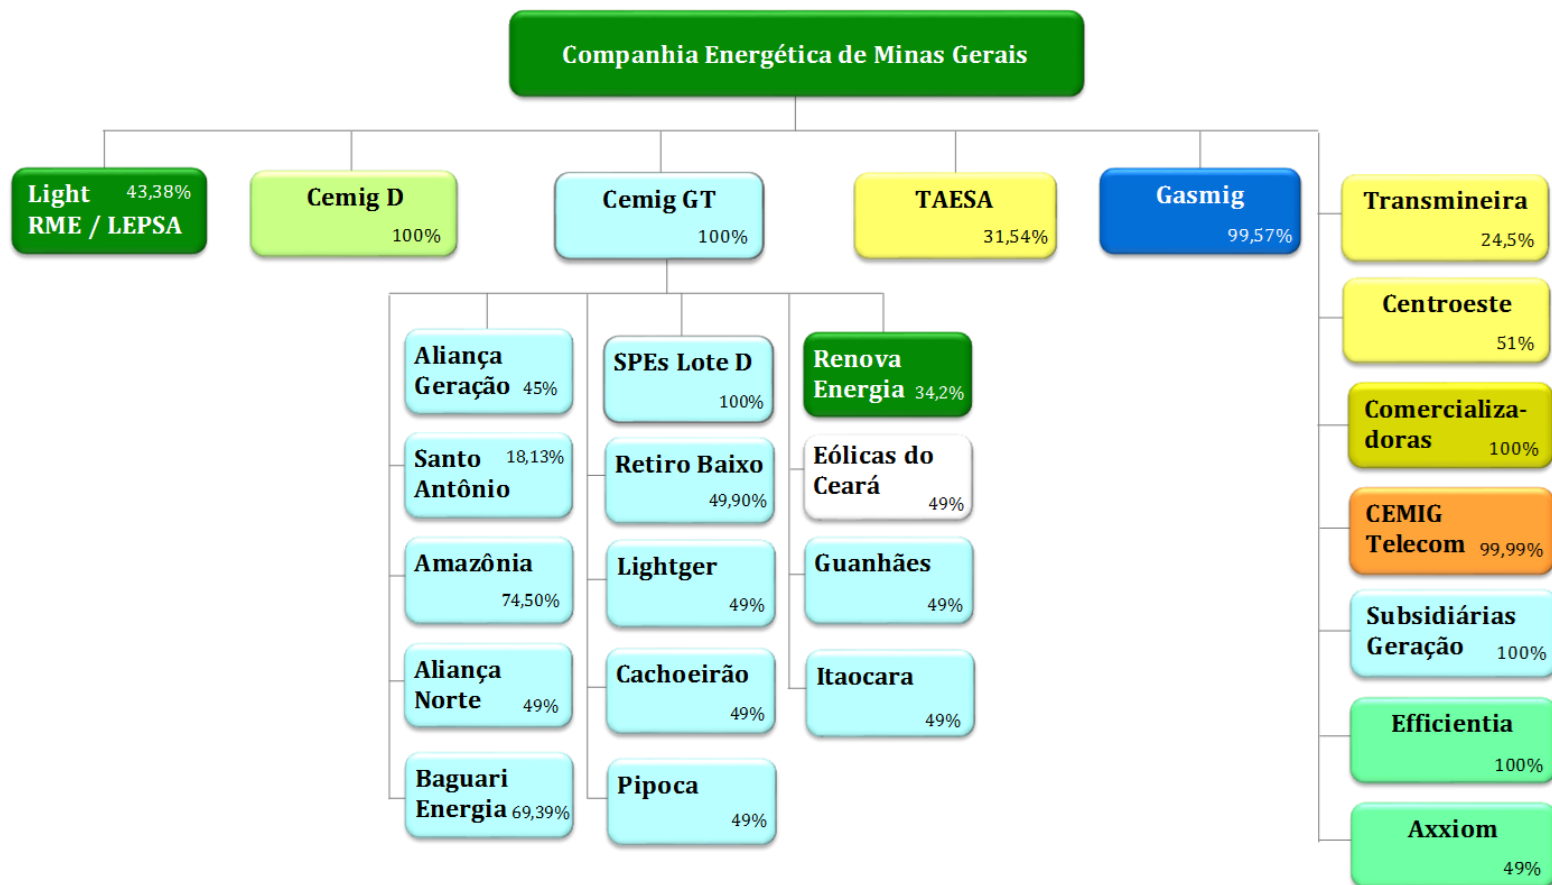 Companhia Energética de Minas Gerais
Light 43,38%
RME / LEPSA
Cemig D
100%
Cemig GT
100%
TAESA
31,54%
Gasmig
99,57%
Transmineira
24,5%
Centroeste
51%
Comercializa-
doras 100%
CEMIG
Telecom 99,99%
Subsidiárias
Geração 100%
Efficientia
100%
Axxiom
49%
Aliança
Geração 45%
Santo 18,13%
Antônio
Amazônia
74,50%
Aliança
Norte 49%
Baguari
Energia 69,39%
SPEs Lote D
100%
Retiro Baixo
49,90%
Lightger
49%
Cachoeirão
49%
Pipoca
49%
Renova
Energia 34,2%
Eólicas do
Ceará 49%
Guanhães
49%
Itaocara
49%